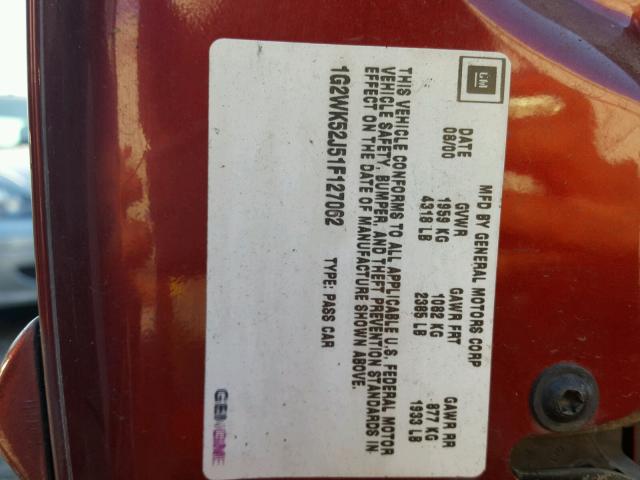 GM
MFD BY GENERAL MOTORS CORP
DATE GVWR GAWR FRT GAWR RR
08/00 1959 KG 1082 KG 877 KG
4318 LB 2385 LB 1933 LB
THIS VEHICLE CONFORMS TO ALL APPLICABLE U.S. FEDERAL MOTOR
VEHICLE SAFETY, BUMPER, AND THEFT PREVENTION STANDARDS IN
EFFECT ON THE DATE OF MANUFACTURE SHOWN ABOVE.
1G2WK52J51F127062 TYPE: PASS CAR